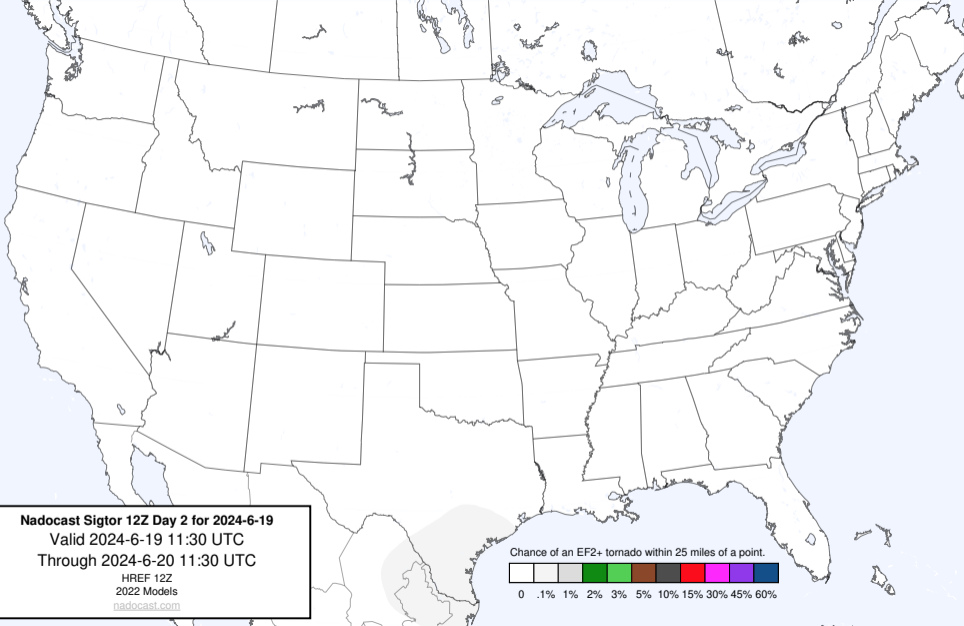 Nadocast Sigtor 12Z Day 2 for 2024-6-19
Valid 2024-6-19 11:30 UTC
Through 2024-6-20 11:30 UTC
HREF 12Z
2022 Models
nadocast.com
Chance of an EF2+ tornado within 25 miles of a point.
0 .1% 1% 2% 3% 5% 10% 15% 30% 45% 60%